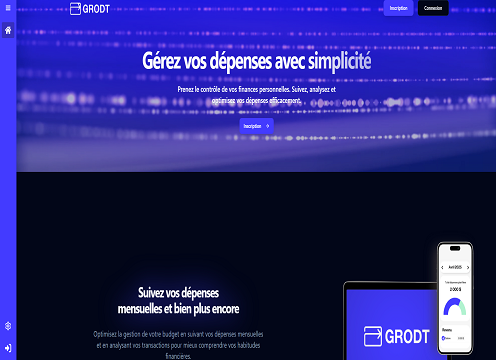 GRODT
Inscription
Connexion
Gérez vos dépenses avec simplicité
Prenez le contrôle de vos finances personnelles. Suivez, analysez et
optimisez vos dépenses efficacement.
Inscription →
Suivez vos dépenses
mensuelles et bien plus encore
Optimisez la gestion de votre budget en suivant vos dépenses mensuelles
et en analysant vos transactions pour mieux comprendre vos habitudes
financières.
GRODT
Avril 2025
2 000 $